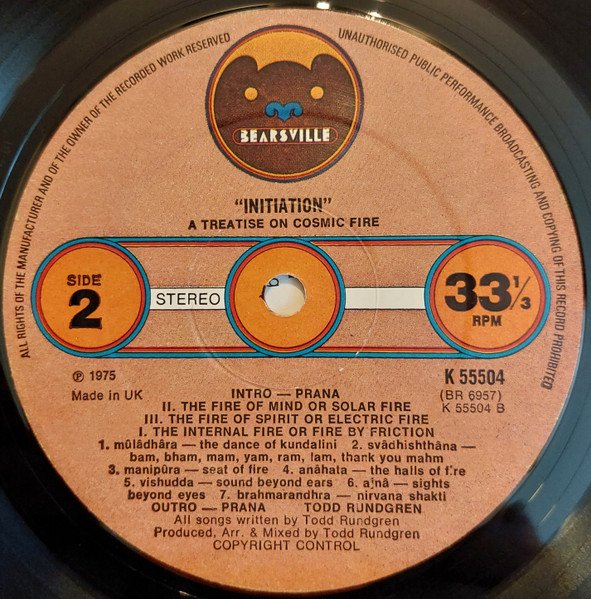 ALL RIGHTS OF THE MANUFACTURER AND OF THE OWNER OF THE RECORDED WORK RESERVED
UNAUTHORISED PUBLIC PERFORMANCE BROADCASTING AND COPYING OF THIS RECORD PROHIBITED
BEARSVILLE
"INITIATION"
A TREATISE ON COSMIC FIRE
SIDE
2
STEREO
33 1/3
RPM
℗ 1975
Made in UK
K 55504
(BR 6957)
K 55504 B
INTRO — PRANA
II. THE FIRE OF MIND OR SOLAR FIRE
III. THE FIRE OF SPIRIT OR ELECTRIC FIRE
I. THE INTERNAL FIRE OR FIRE BY FRICTION
1. mûlâdhâra — the dance of kundalini 2. svâdhishthâna —
bam, bham, mam, yam, ram, lam, thank you mahm
3. manipûra — seat of fire 4. anâhata — the halls of fire
5. vishudda — sound beyond ears 6. ajnâ — sights
beyond eyes 7. brahmarandhra — nirvana shakti
OUTRO — PRANA TODD RUNDGREN
All songs written by Todd Rundgren
Produced, Arr. & Mixed by Todd Rundgren
COPYRIGHT CONTROL